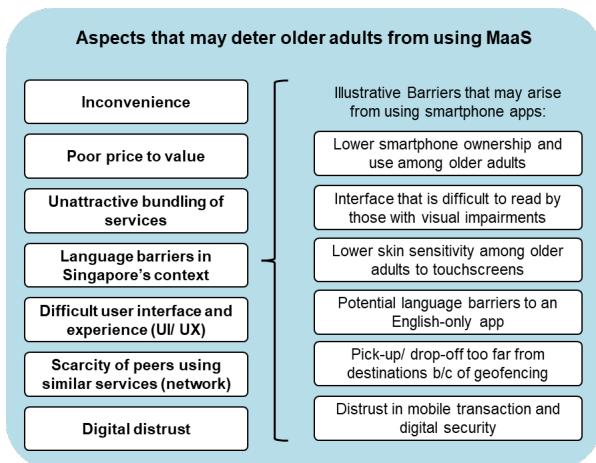 Aspects that may deter older adults from using MaaS
Inconvenience
Poor price to value
Unattractive bundling of
services
Language barriers in
Singapore's context
Difficult user interface and
experience (UI/ UX)
Scarcity of peers using
similar services (network)
Digital distrust
Illustrative Barriers that may arise
from using smartphone apps:
Lower smartphone ownership and
use among older adults
Interface that is difficult to read by
those with visual impairments
Lower skin sensitivity among older
adults to touchscreens
Potential language barriers to an
English-only app
Pick-up/ drop-off too far from
destinations b/c of geofencing
Distrust in mobile transaction and
digital security